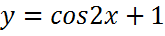 y = cos2x + 1